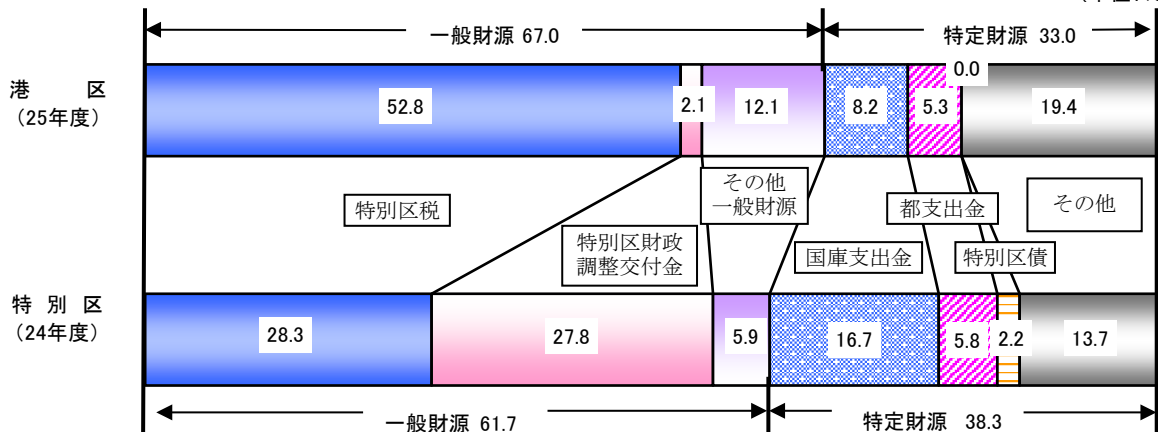 一般財源 67.0
特定財源 33.0
港 区
(25年度)
52.8
2.1
12.1
8.2
5.3
0.0
19.4
特別区税
特別区財政
調整交付金
その他
一般財源
国庫支出金
都支出金
特別区債
その他
特 別 区
(24年度)
28.3
27.8
5.9
16.7
5.8
2.2
13.7
一般財源 61.7
特定財源 38.3